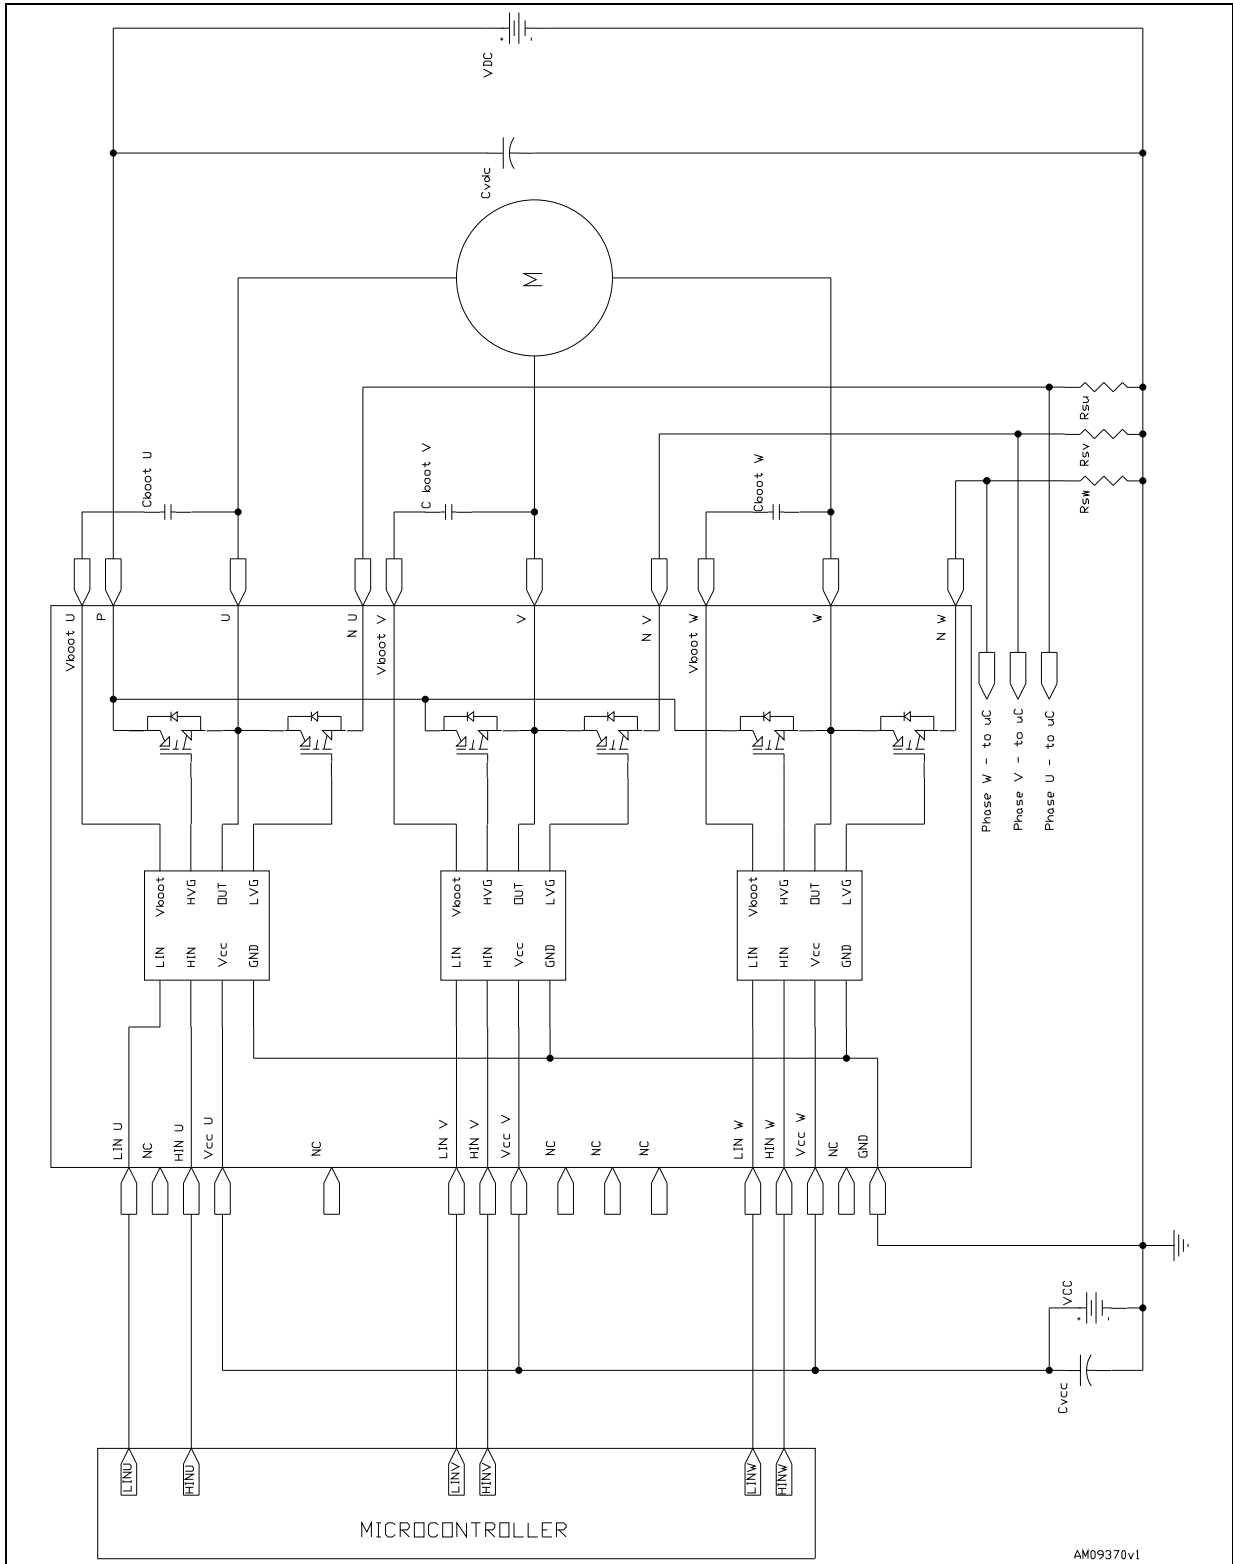 VDC
+
-
Cvdc
M
Rsu
Rsv
Rsw
Cboot U
C boot V
Cboot W
Vboot U
P
U
N U
Vboot V
V
N V
Vboot W
W
N W
Phase W - to uC
Phase V - to uC
Phase U - to uC
Vboot
HVG
OUT
LVG
LIN
HIN
Vcc
GND
Vboot
HVG
OUT
LVG
LIN
HIN
Vcc
GND
Vboot
HVG
OUT
LVG
LIN
HIN
Vcc
GND
LIN U
NC
HIN U
Vcc U
NC
LIN V
HIN V
Vcc V
NC
NC
NC
LIN W
HIN W
Vcc W
NC
GND
VCC
+
-
Cvcc
LINU
HINU
LINV
HINV
LINW
HINW
MICROCONTROLLER
AM09370v1